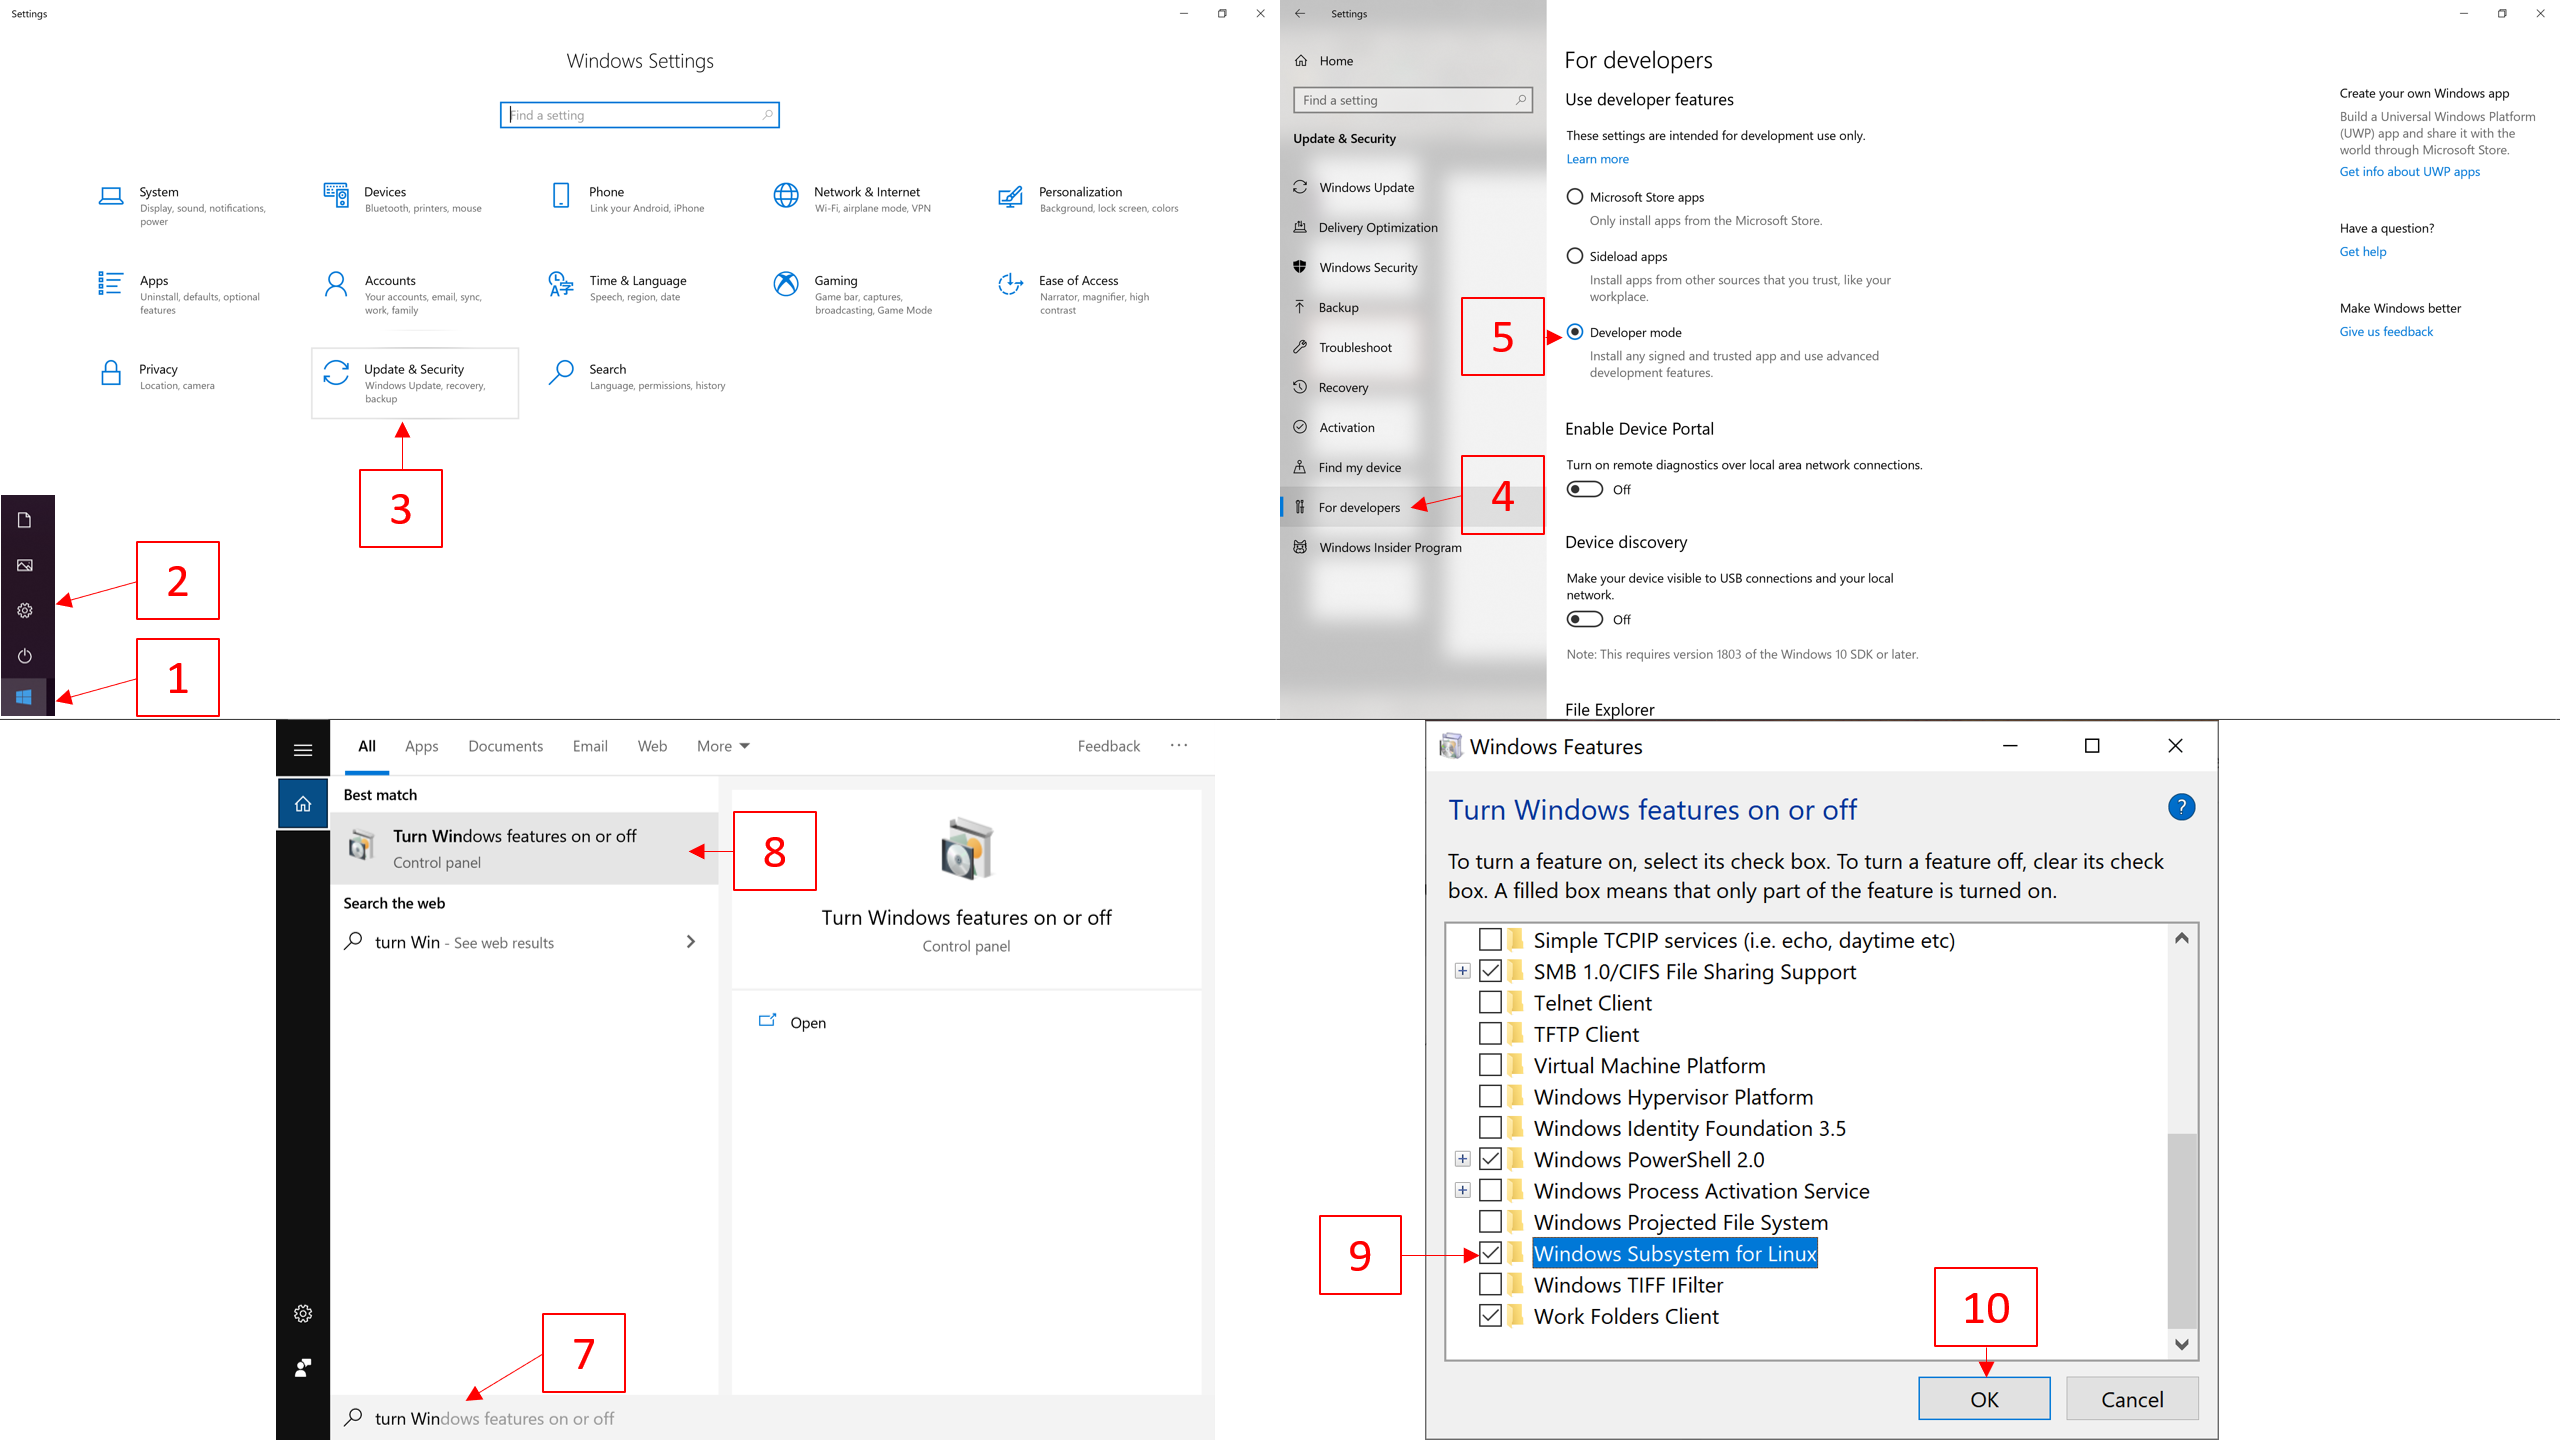 Settings
Windows Settings
Find a setting
System
Display, sound, notifications,
power
Devices
Bluetooth, printers, mouse
Phone
Link your Android, iPhone
Network & Internet
Wi-Fi, airplane mode, VPN
Personalization
Background, lock screen, colors
Apps
Uninstall, defaults, optional
features
Accounts
Your accounts, email, sync,
work, family
Time & Language
Speech, region, date
Gaming
Game bar, captures,
broadcasting, Game Mode
Ease of Access
Narrator, magnifier, high
contrast
Privacy
Location, camera
Update & Security
Windows Update, recovery,
backup
Search
Language, permissions, history
3
2
1
Settings
Home
Find a setting
Update & Security
Windows Update
Delivery Optimization
Windows Security
Backup
Troubleshoot
Recovery
Activation
Find my device
For developers
Windows Insider Program
5
4
For developers
Use developer features
These settings are intended for development use only.
Learn more
Microsoft Store apps
Only install apps from the Microsoft Store.
Sideload apps
Install apps from other sources that you trust, like your
workplace.
Developer mode
Install any signed and trusted app and use advanced
development features.
Enable Device Portal
Turn on remote diagnostics over local area network connections.
Off
Device discovery
Make your device visible to USB connections and your local
network.
Off
Note: This requires version 1803 of the Windows 10 SDK or later.
File Explorer
Create your own Windows app
Build a Universal Windows Platform
(UWP) app and share it with the
world through Microsoft Store.
Get info about UWP apps
Have a question?
Get help
Make Windows better
Give us feedback
All Apps Documents Email Web More Feedback ···
Best match
Turn Windows features on or off
Control panel
8
Search the web
turn Win - See web results
Turn Windows features on or off
Control panel
Open
7
turn Windows features on or off
Windows Features
Turn Windows features on or off
?
To turn a feature on, select its check box. To turn a feature off, clear its check
box. A filled box means that only part of the feature is turned on.
Simple TCPIP services (i.e. echo, daytime etc)
SMB 1.0/CIFS File Sharing Support
Telnet Client
TFTP Client
Virtual Machine Platform
Windows Hypervisor Platform
Windows Identity Foundation 3.5
Windows PowerShell 2.0
Windows Process Activation Service
Windows Projected File System
9
Windows Subsystem for Linux
Windows TIFF IFilter
Work Folders Client
10
OK
Cancel